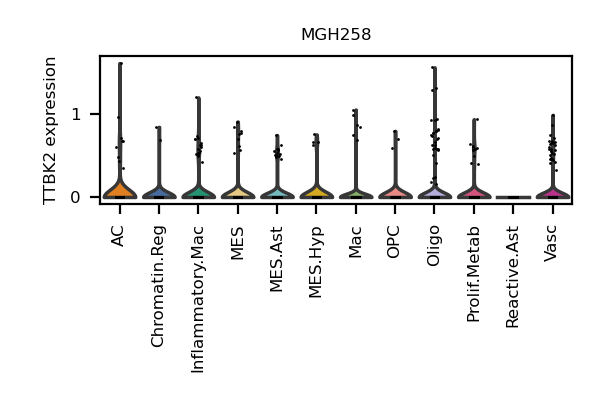 MGH258
TTBK2 expression
1
0
AC
Chromatin.Reg
Inflammatory.Mac
MES
MES.Ast
MES.Hyp
Mac
OPC
Oligo
Prolif.Metab
Reactive.Ast
Vasc